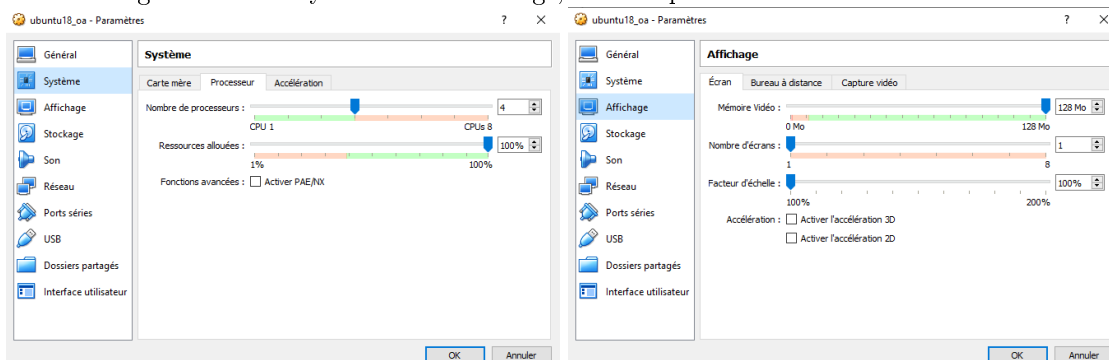 ubuntu18_oa - Paramètres ? ×
Général
Système
Affichage
Stockage
Son
Réseau
Ports séries
USB
Dossiers partagés
Interface utilisateur
Système
Carte mère Processeur Accélération
Nombre de processeurs : 4
CPU 1 CPUs 8
Ressources allouées : 100%
1% 100%
Fonctions avancées : Activer PAE/NX
OK Annuler
ubuntu18_oa - Paramètres ? ×
Général
Système
Affichage
Stockage
Son
Réseau
Ports séries
USB
Dossiers partagés
Interface utilisateur
Affichage
Écran Bureau à distance Capture vidéo
Mémoire Vidéo : 128 Mo
0 Mo 128 Mo
Nombre d'écrans : 1
1 8
Facteur d'échelle : 100%
100% 200%
Accélération : Activer l'accélération 3D
Activer l'accélération 2D
OK Annuler